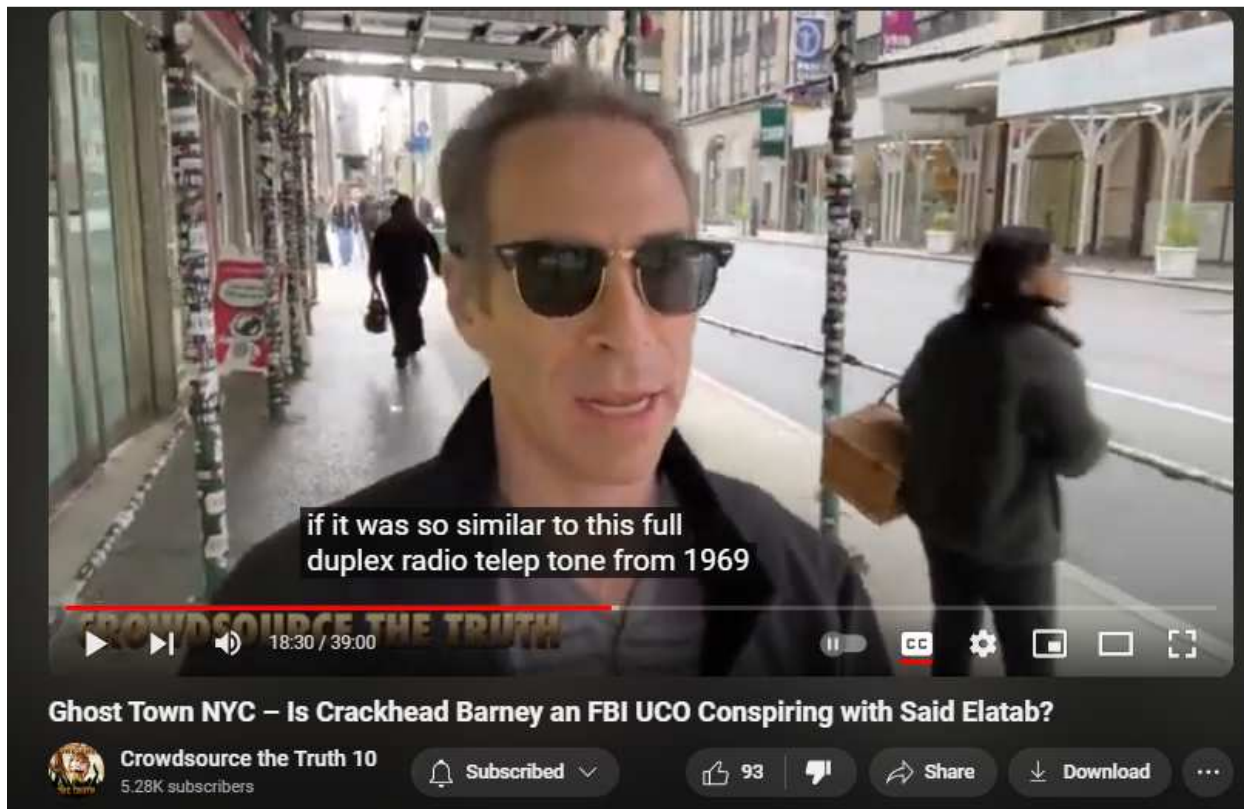 if it was so similar to this full
duplex radio telep tone from 1969
CROWDSOURCE THE TRUTH
18:30 / 39:00
CC
Ghost Town NYC – Is Crackhead Barney an FBI UCO Conspiring with Said Elatab?
Crowdsource the Truth 10
5.28K subscribers
Subscribed
93
Share
Download